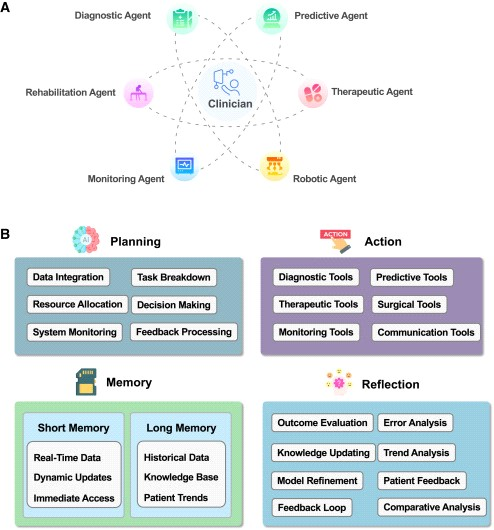 A
Diagnostic Agent
Predictive Agent
Rehabilitation Agent
Clinician
Therapeutic Agent
Monitoring Agent
Robotic Agent
B
AI
Planning
Data Integration
Task Breakdown
Resource Allocation
Decision Making
System Monitoring
Feedback Processing
ACTION
Action
Diagnostic Tools
Predictive Tools
Therapeutic Tools
Surgical Tools
Monitoring Tools
Communication Tools
Memory
Short Memory
Real-Time Data
Dynamic Updates
Immediate Access
Long Memory
Historical Data
Knowledge Base
Patient Trends
?
Reflection
Outcome Evaluation
Error Analysis
Knowledge Updating
Trend Analysis
Model Refinement
Patient Feedback
Feedback Loop
Comparative Analysis